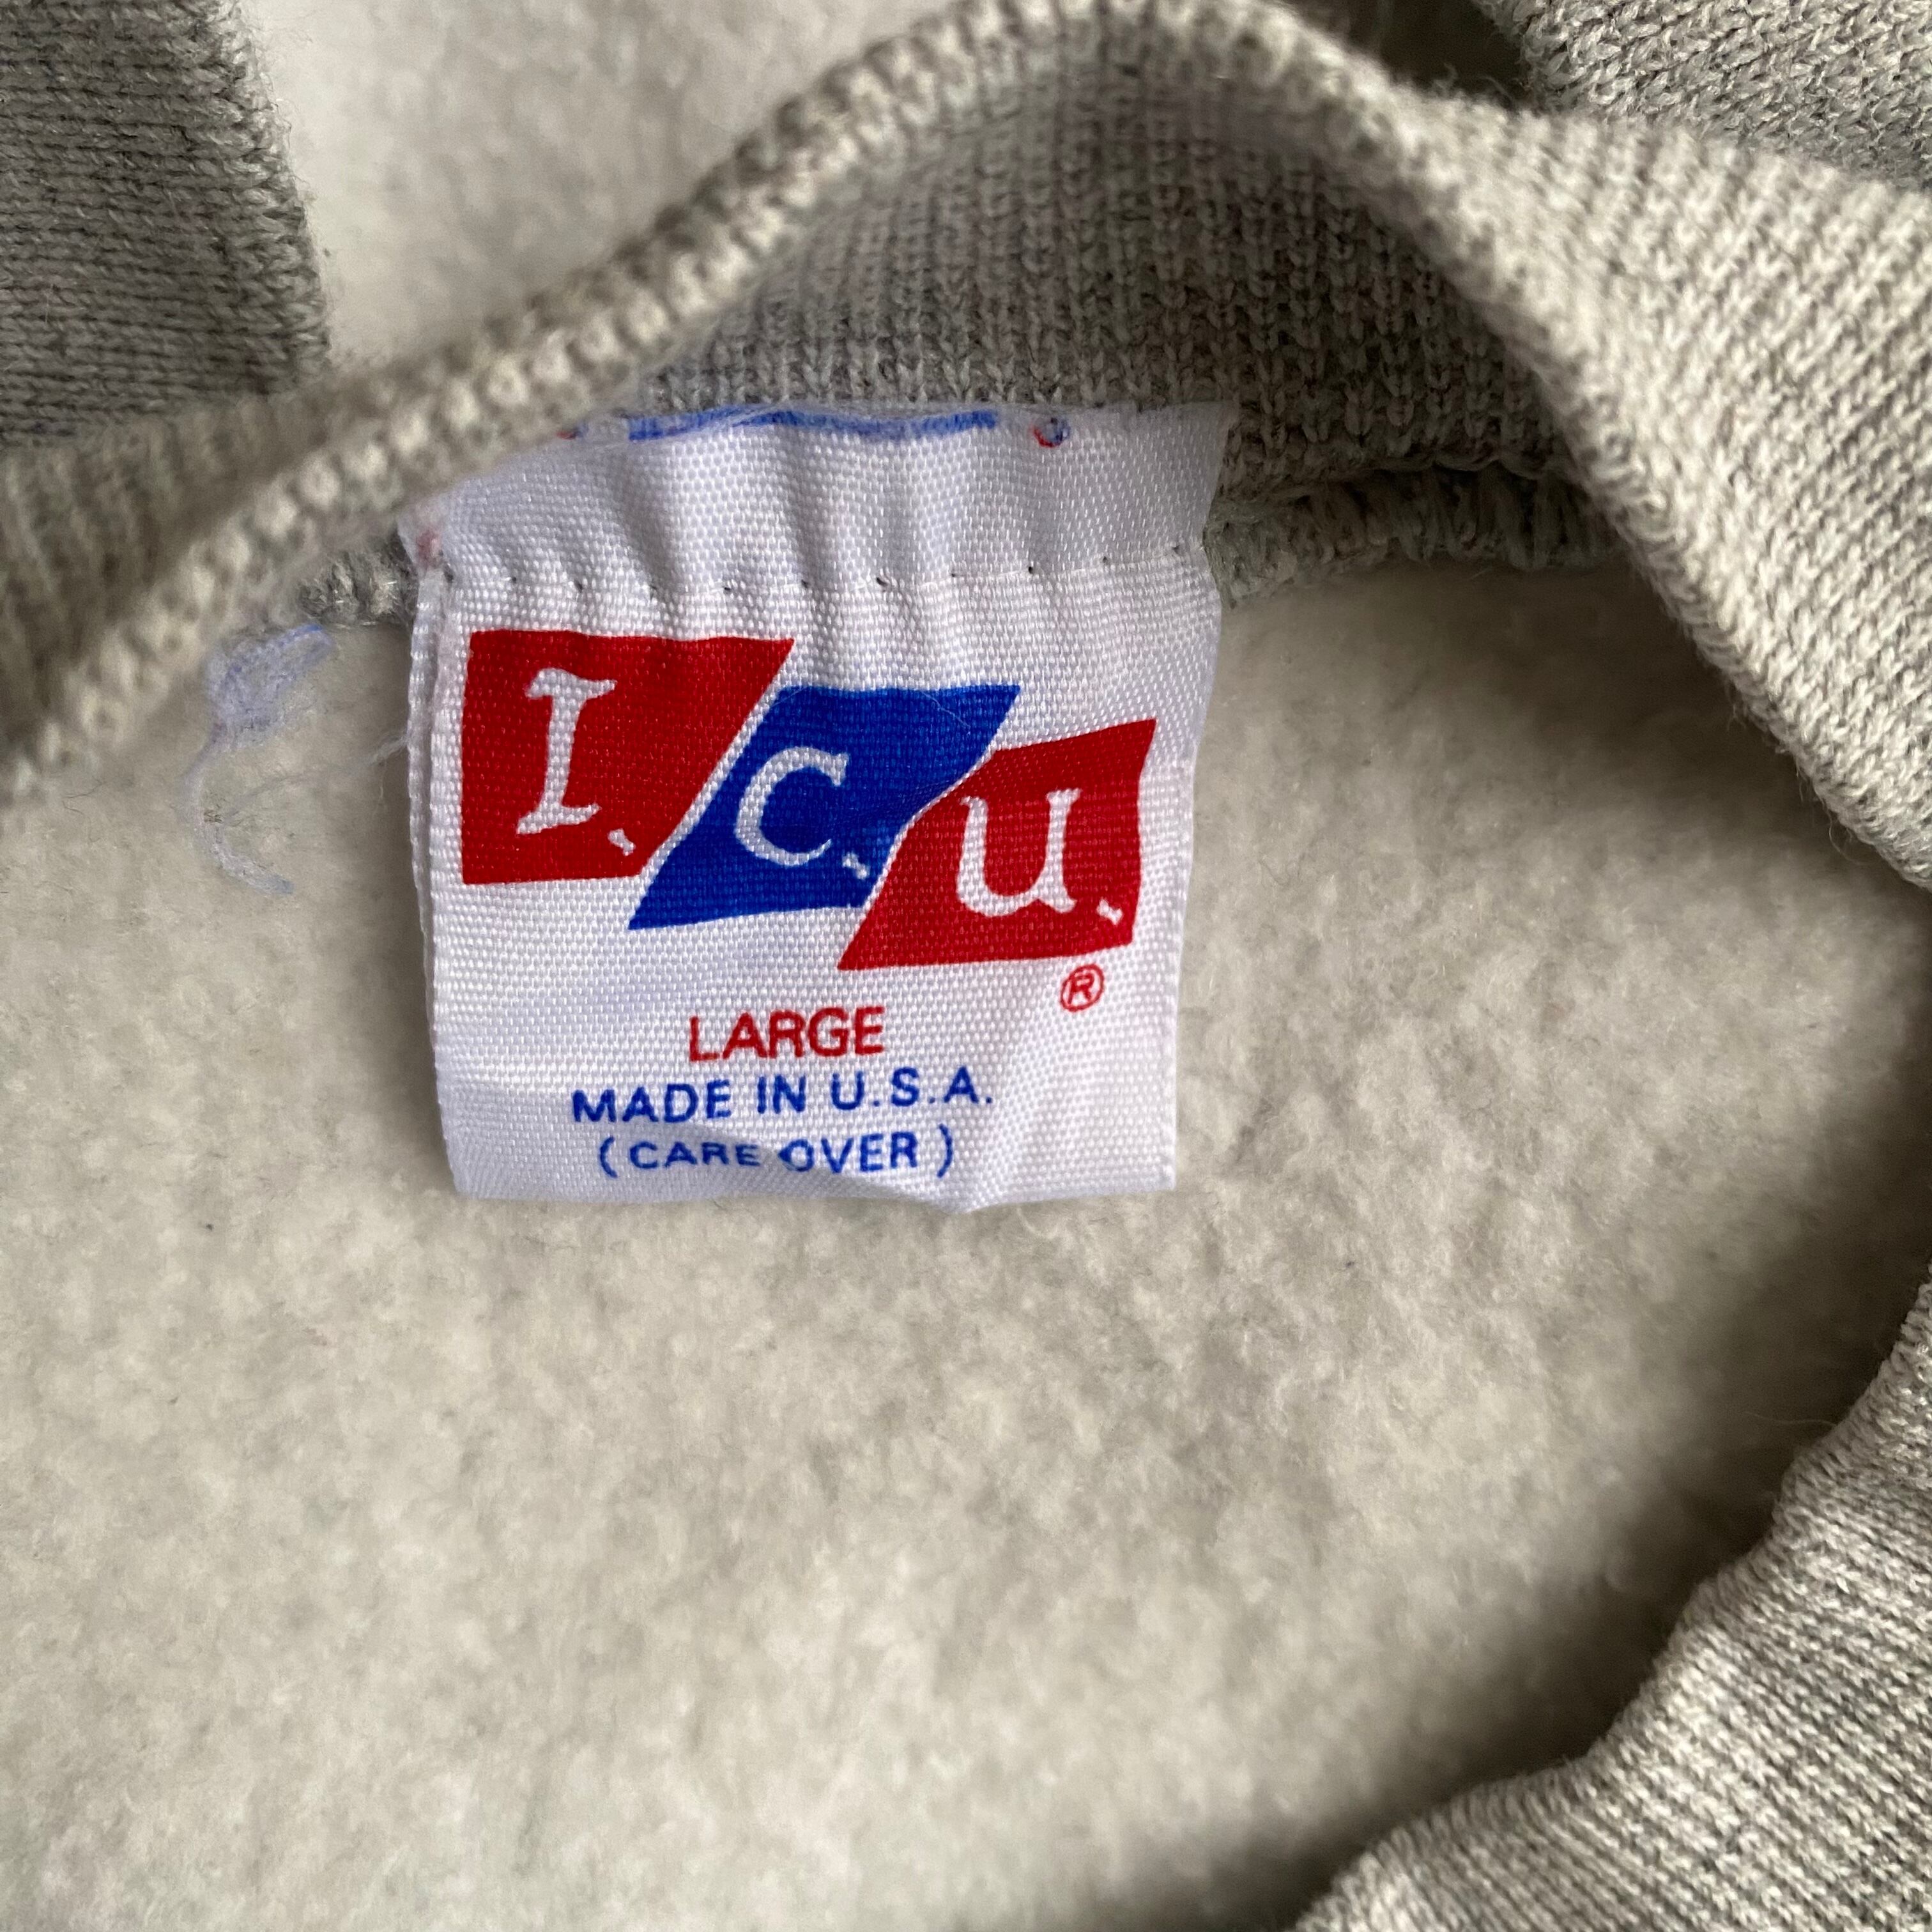 I.C.U.
®
LARGE
MADE IN U.S.A.
(CARE OVER)